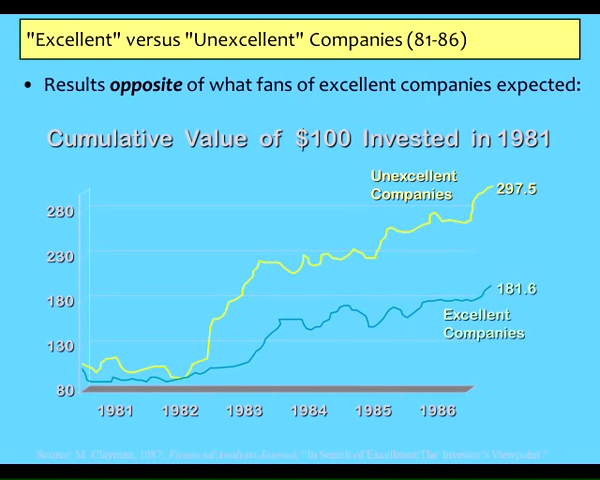 "Excellent" versus "Unexcellent" Companies (81-86)
• Results opposite of what fans of excellent companies expected:
Cumulative Value of $100 Invested in 1981
Unexcellent
Companies
297.5
280
230
180
130
80
181.6
Excellent
Companies
1981 1982 1983 1984 1985 1986
Source: M. Clayman, 1987. Financial Analysts Journal, "In Search of Excellence: The Investor's Viewpoint."